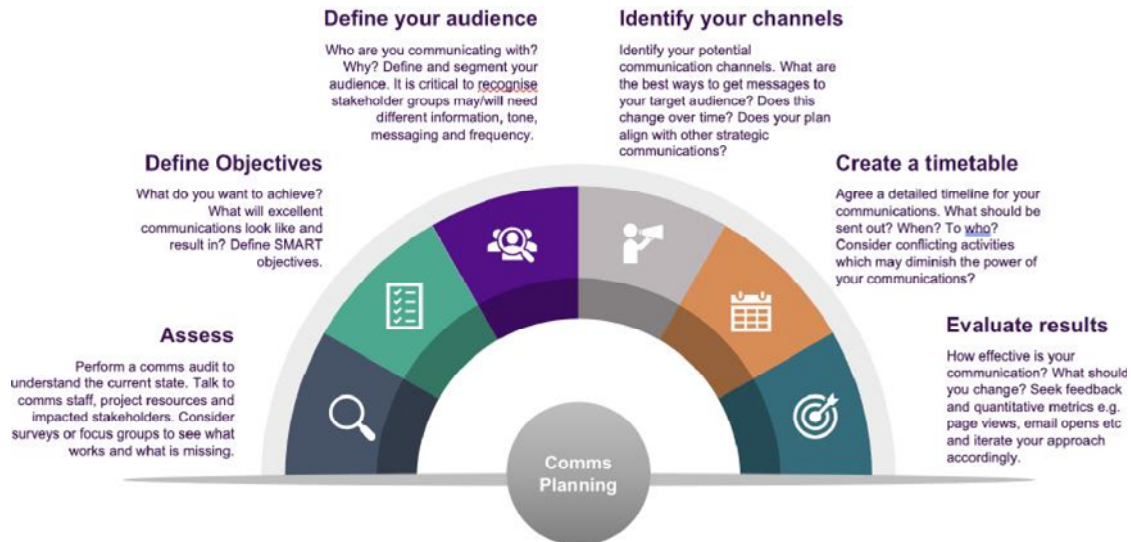 Assess
Perform a comms audit to
understand the current state. Talk to
comms staff, project resources and
impacted stakeholders. Consider
surveys or focus groups to see what
works and what is missing.
Define Objectives
What do you want to achieve?
What will excellent
communications look like and
result in? Define SMART
objectives.
Define your audience
Who are you communicating with?
Why? Define and segment your
audience. It is critical to recognise
stakeholder groups may/will need
different information, tone,
messaging and frequency.
Identify your channels
Identify your potential
communication channels. What are
the best ways to get messages to
your target audience? Does this
change over time? Does your plan
align with other strategic
communications?
Create a timetable
Agree a detailed timeline for your
communications. What should be
sent out? When? To who?
Consider conflicting activities
which may diminish the power of
your communications?
Evaluate results
How effective is your
communication? What should
you change? Seek feedback
and quantitative metrics e.g.
page views, email opens etc
and iterate your approach
accordingly.
Comms
Planning